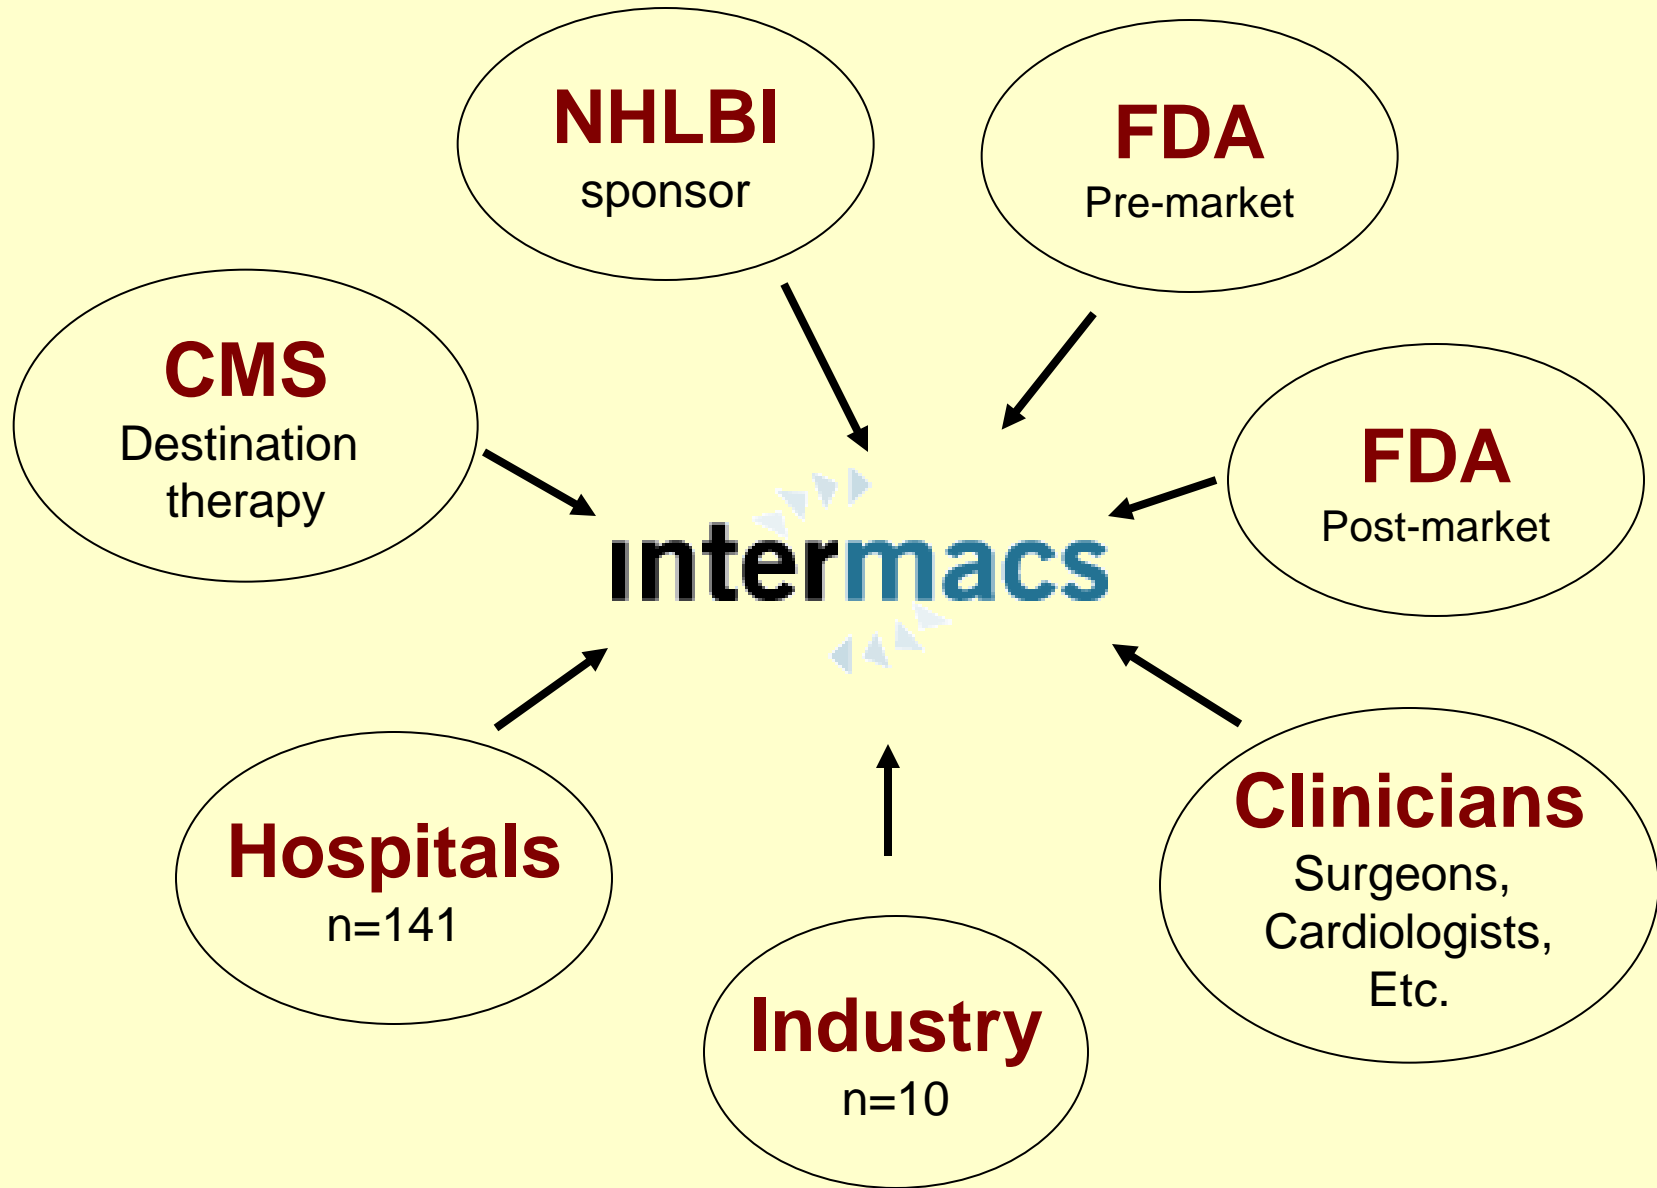 NHLBI
sponsor
FDA
Pre-market
CMS
Destination
therapy
FDA
Post-market
intermacs
Hospitals
n=141
Clinicians
Surgeons,
Cardiologists,
Etc.
Industry
n=10